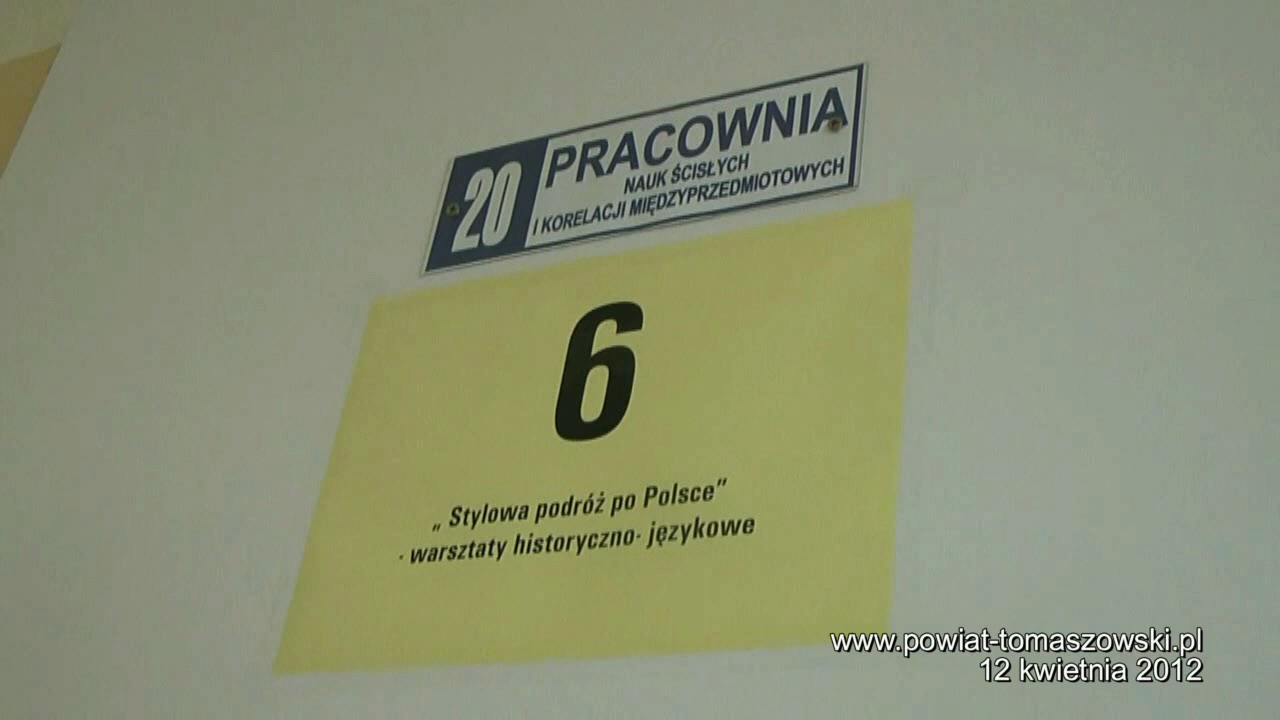 20
PRACOWNIA
NAUK ŚCISŁYCH
I KORELACJI MIĘDZYPRZEDMIOTOWYCH
6
„ Stylowa podróż po Polsce”
- warsztaty historyczno- językowe
www.powiat-tomaszowski.pl
12 kwietnia 2012